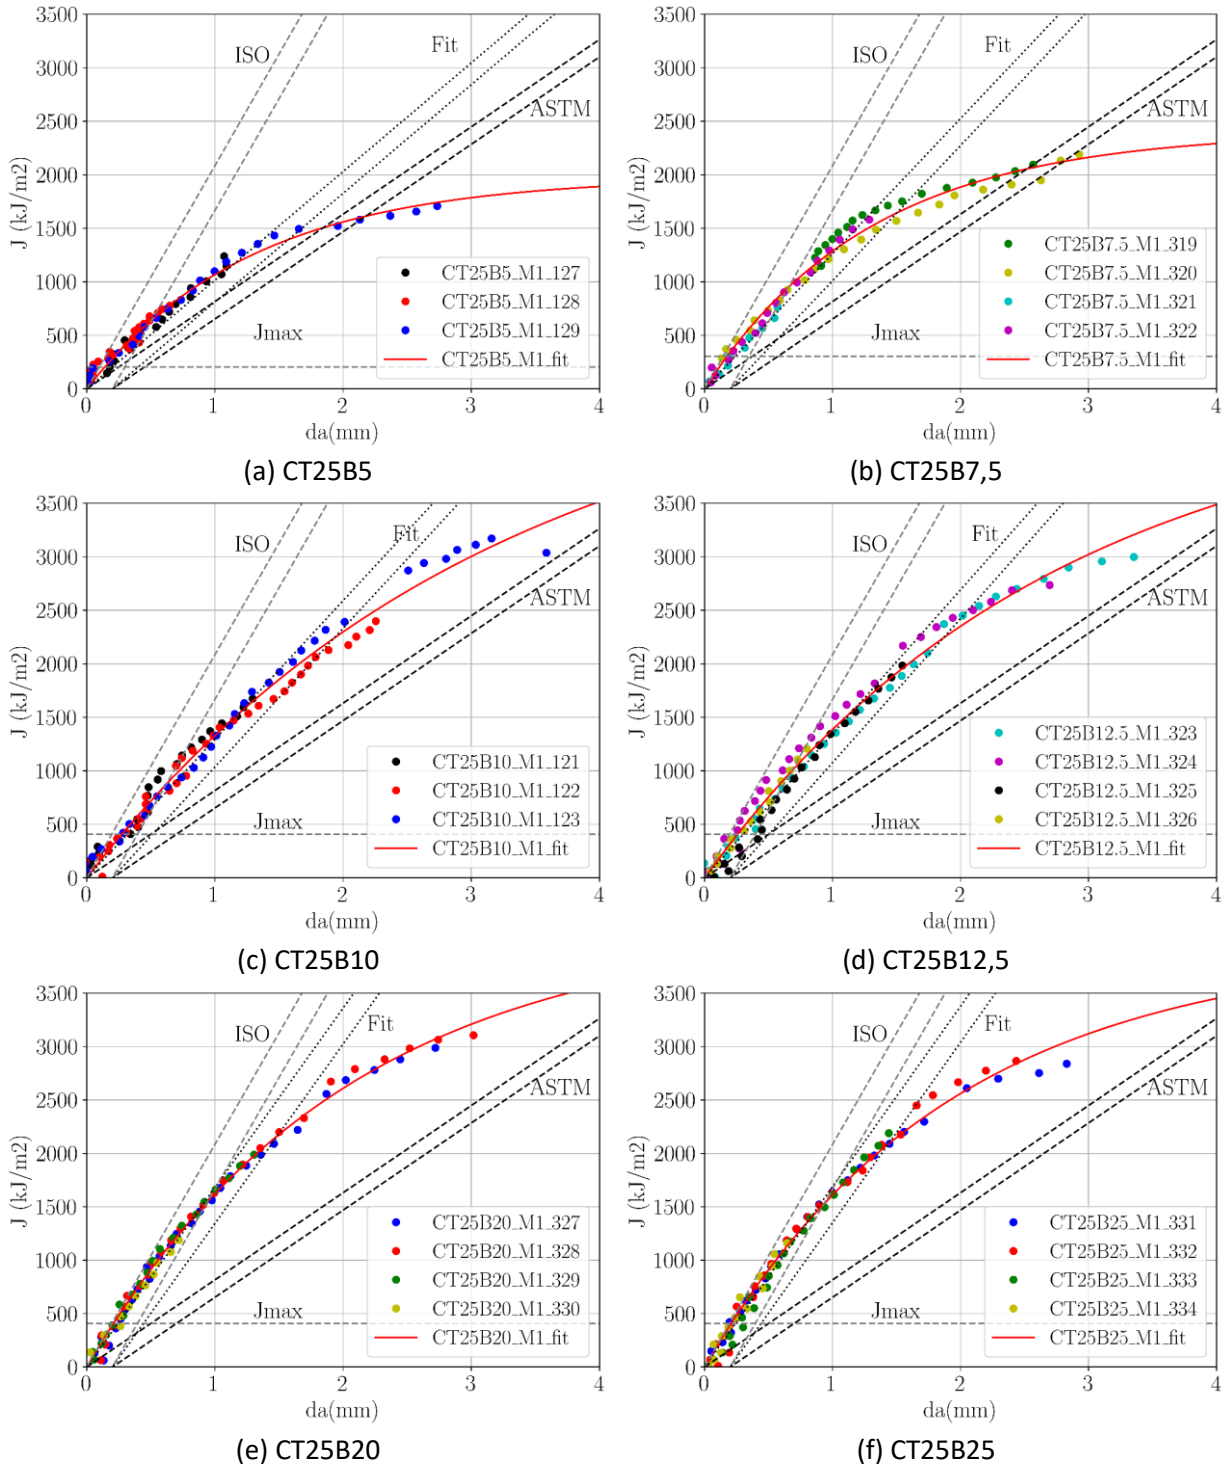 3500
3000
2500
2000
1500
1000
500
0
J (kJ/m2)
ISO
Fit
ASTM
Jmax
CT25B5_M1_127
CT25B5_M1_128
CT25B5_M1_129
CT25B5_M1_fit
0 1 2 3 4
da(mm)
(a) CT25B5
3500
3000
2500
2000
1500
1000
500
0
J (kJ/m2)
ISO
Fit
ASTM
Jmax
CT25B7.5_M1_319
CT25B7.5_M1_320
CT25B7.5_M1_321
CT25B7.5_M1_322
CT25B7.5_M1_fit
0 1 2 3 4
da(mm)
(b) CT25B7,5
3500
3000
2500
2000
1500
1000
500
0
J (kJ/m2)
ISO
Fit
ASTM
Jmax
CT25B10_M1_121
CT25B10_M1_122
CT25B10_M1_123
CT25B10_M1_fit
0 1 2 3 4
da(mm)
(c) CT25B10
3500
3000
2500
2000
1500
1000
500
0
J (kJ/m2)
ISO
Fit
ASTM
Jmax
CT25B12.5_M1_323
CT25B12.5_M1_324
CT25B12.5_M1_325
CT25B12.5_M1_326
CT25B12.5_M1_fit
0 1 2 3 4
da(mm)
(d) CT25B12,5
3500
3000
2500
2000
1500
1000
500
0
J (kJ/m2)
ISO
Fit
ASTM
Jmax
CT25B20_M1_327
CT25B20_M1_328
CT25B20_M1_329
CT25B20_M1_330
CT25B20_M1_fit
0 1 2 3 4
da(mm)
(e) CT25B20
3500
3000
2500
2000
1500
1000
500
0
J (kJ/m2)
ISO
Fit
ASTM
Jmax
CT25B25_M1_331
CT25B25_M1_332
CT25B25_M1_333
CT25B25_M1_334
CT25B25_M1_fit
0 1 2 3 4
da(mm)
(f) CT25B25